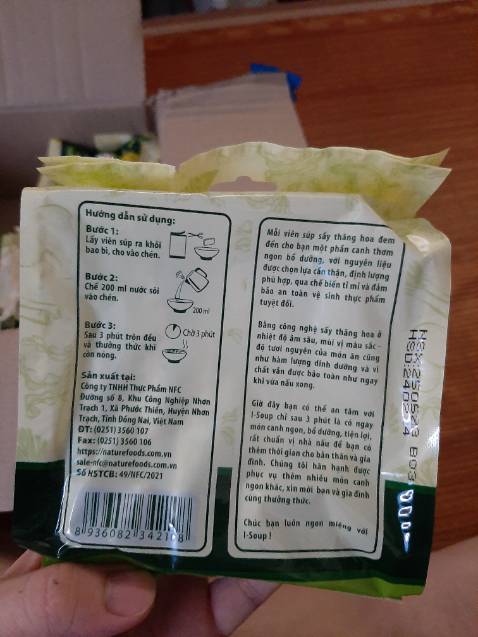 Hướng dẫn sử dụng:
Bước 1:
Lấy viên súp ra khỏi
bao bì, cho vào chén.
Bước 2:
Chế 200 ml nước sôi
vào chén.
200 ml
Bước 3:
Chờ 3 phút
Sau 3 phút trộn đều
và thưởng thức khi
còn nóng.
Sản xuất tại:
Công ty TNHH Thực Phẩm NFC
Đường số 8, Khu Công Nghiệp Nhơn
Trạch 1, Xã Phước Thiền, Huyện Nhơn
Trạch, Tỉnh Đồng Nai, Việt Nam
ĐT: (0251) 3560 107
Fax: (0251) 3560 106
https://naturefoods.com.vn
sale-nfc@naturefoods.com.vn
Số HSTCB: 49/NFC/2021
8 936082 342168
Mỗi viên súp sấy thăng hoa đem
đến cho bạn một phần canh thơm
ngon bổ dưỡng, với nguyên liệu
được chọn lựa cẩn thận, định lượng
phù hợp, qua chế biến tỉ mỉ và đảm
bảo an toàn vệ sinh thực phẩm
tuyệt đối.
Bằng công nghệ sấy thăng hoa ở
nhiệt độ âm sâu, mùi vị màu sắc -
độ tươi nguyên của món ăn cũng
như hàm lượng dinh dưỡng và vi
chất vẫn được bảo toàn như ngay
khi vừa nấu xong.
Giờ đây bạn có thể an tâm với
I-Soup chỉ sau 3 phút là có ngay
món canh ngon, bổ dưỡng, tiện lợi,
rất chuẩn vị nhà nấu để bạn có
thêm thời gian cho bản thân và gia
đình. Chúng tôi hân hạnh được
phục vụ thêm nhiều món canh
ngon khác, xin mời bạn và gia đình
cùng thưởng thức.
Chúc bạn luôn ngon miệng với
I-Soup !
NSX:250523 B03
HSD:240224